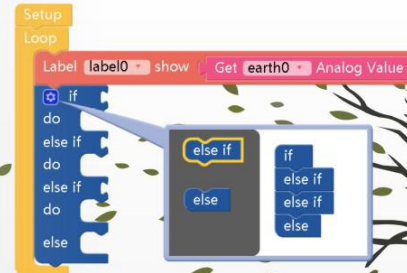 Setup
Loop
Label label0 show Get earth0 Analog Value
if
do
else if
do
else if
do
else
else if
else
if
else if
else if
else